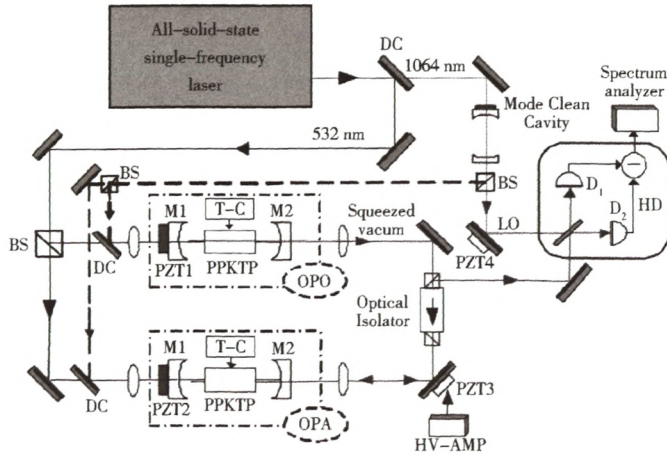 All-solid-state
single-frequency
laser
DC
1064 nm
Mode Clean
Cavity
Spectrum
analyzer
532 nm
BS
BS
D1
HD
D2
LO
PZT4
BS
DC
M1
T-C
M2
PZT1
PPKTP
OPO
Squeezed
vacum
Optical
Isolator
M1
T-C
M2
DC
PZT2
PPKTP
OPA
PZT3
HV-AMP